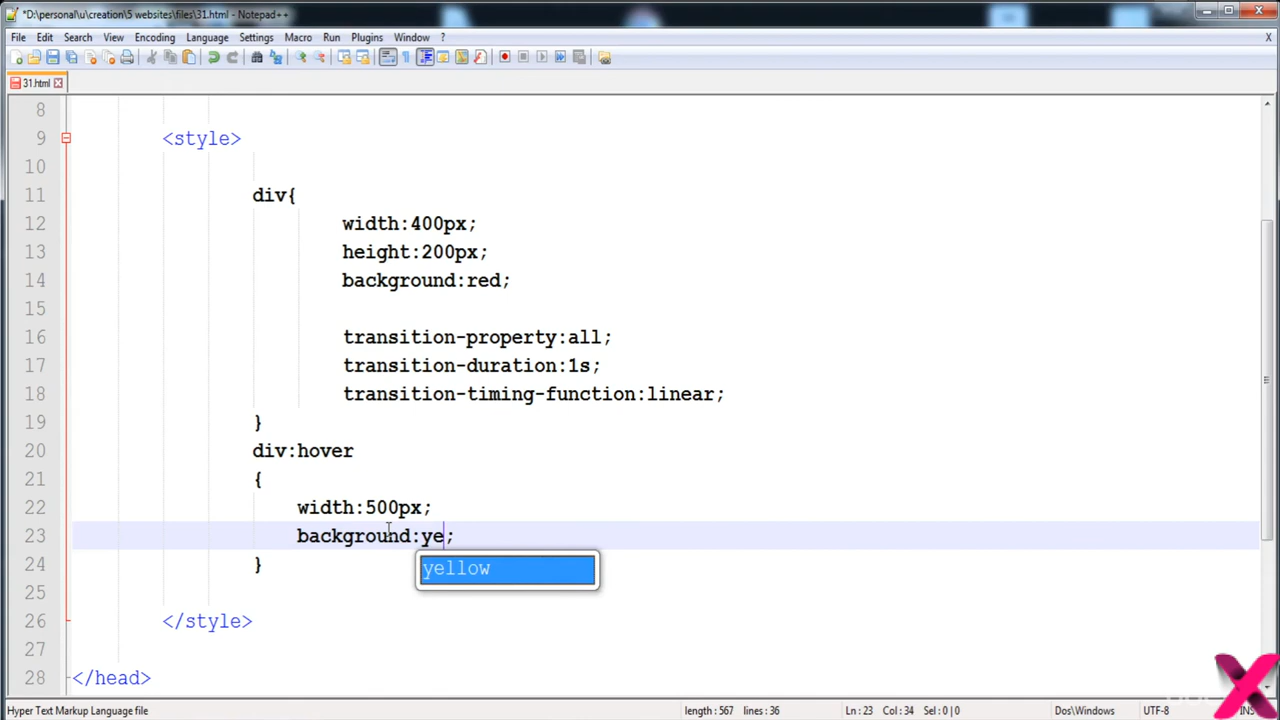 *D:\personal\u\creation\5 websites\files\31.html - Notepad++
File Edit Search View Encoding Language Settings Macro Run Plugins Window ? X
31.html
8
9 <style>
10
11 div{
12 width:400px;
13 height:200px;
14 background:red;
15
16 transition-property:all;
17 transition-duration:1s;
18 transition-timing-function:linear;
19 }
20 div:hover
21 {
22 width:500px;
23 background:ye;
yellow
24 }
25
26 </style>
27
28 </head>
Hyper Text Markup Language file length : 567 lines : 36 Ln : 23 Col : 34 Sel : 0 | 0 Dos\Windows UTF-8 INS